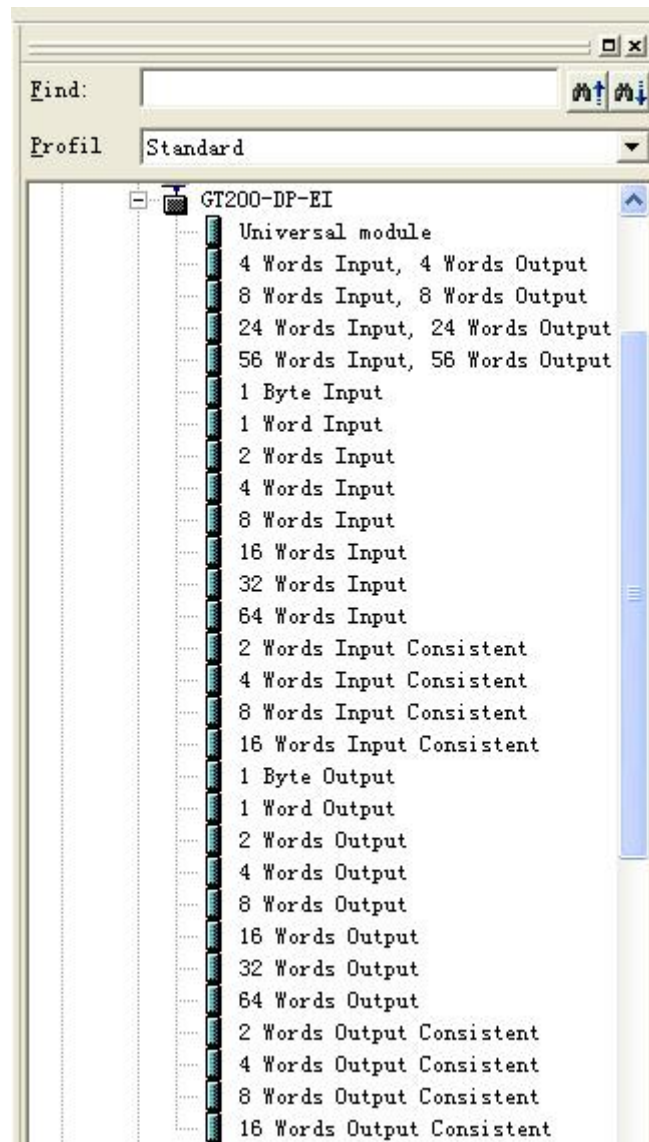 Find:
Profil Standard
GT200-DP-EI
Universal module
4 Words Input, 4 Words Output
8 Words Input, 8 Words Output
24 Words Input, 24 Words Output
56 Words Input, 56 Words Output
1 Byte Input
1 Word Input
2 Words Input
4 Words Input
8 Words Input
16 Words Input
32 Words Input
64 Words Input
2 Words Input Consistent
4 Words Input Consistent
8 Words Input Consistent
16 Words Input Consistent
1 Byte Output
1 Word Output
2 Words Output
4 Words Output
8 Words Output
16 Words Output
32 Words Output
64 Words Output
2 Words Output Consistent
4 Words Output Consistent
8 Words Output Consistent
16 Words Output Consistent